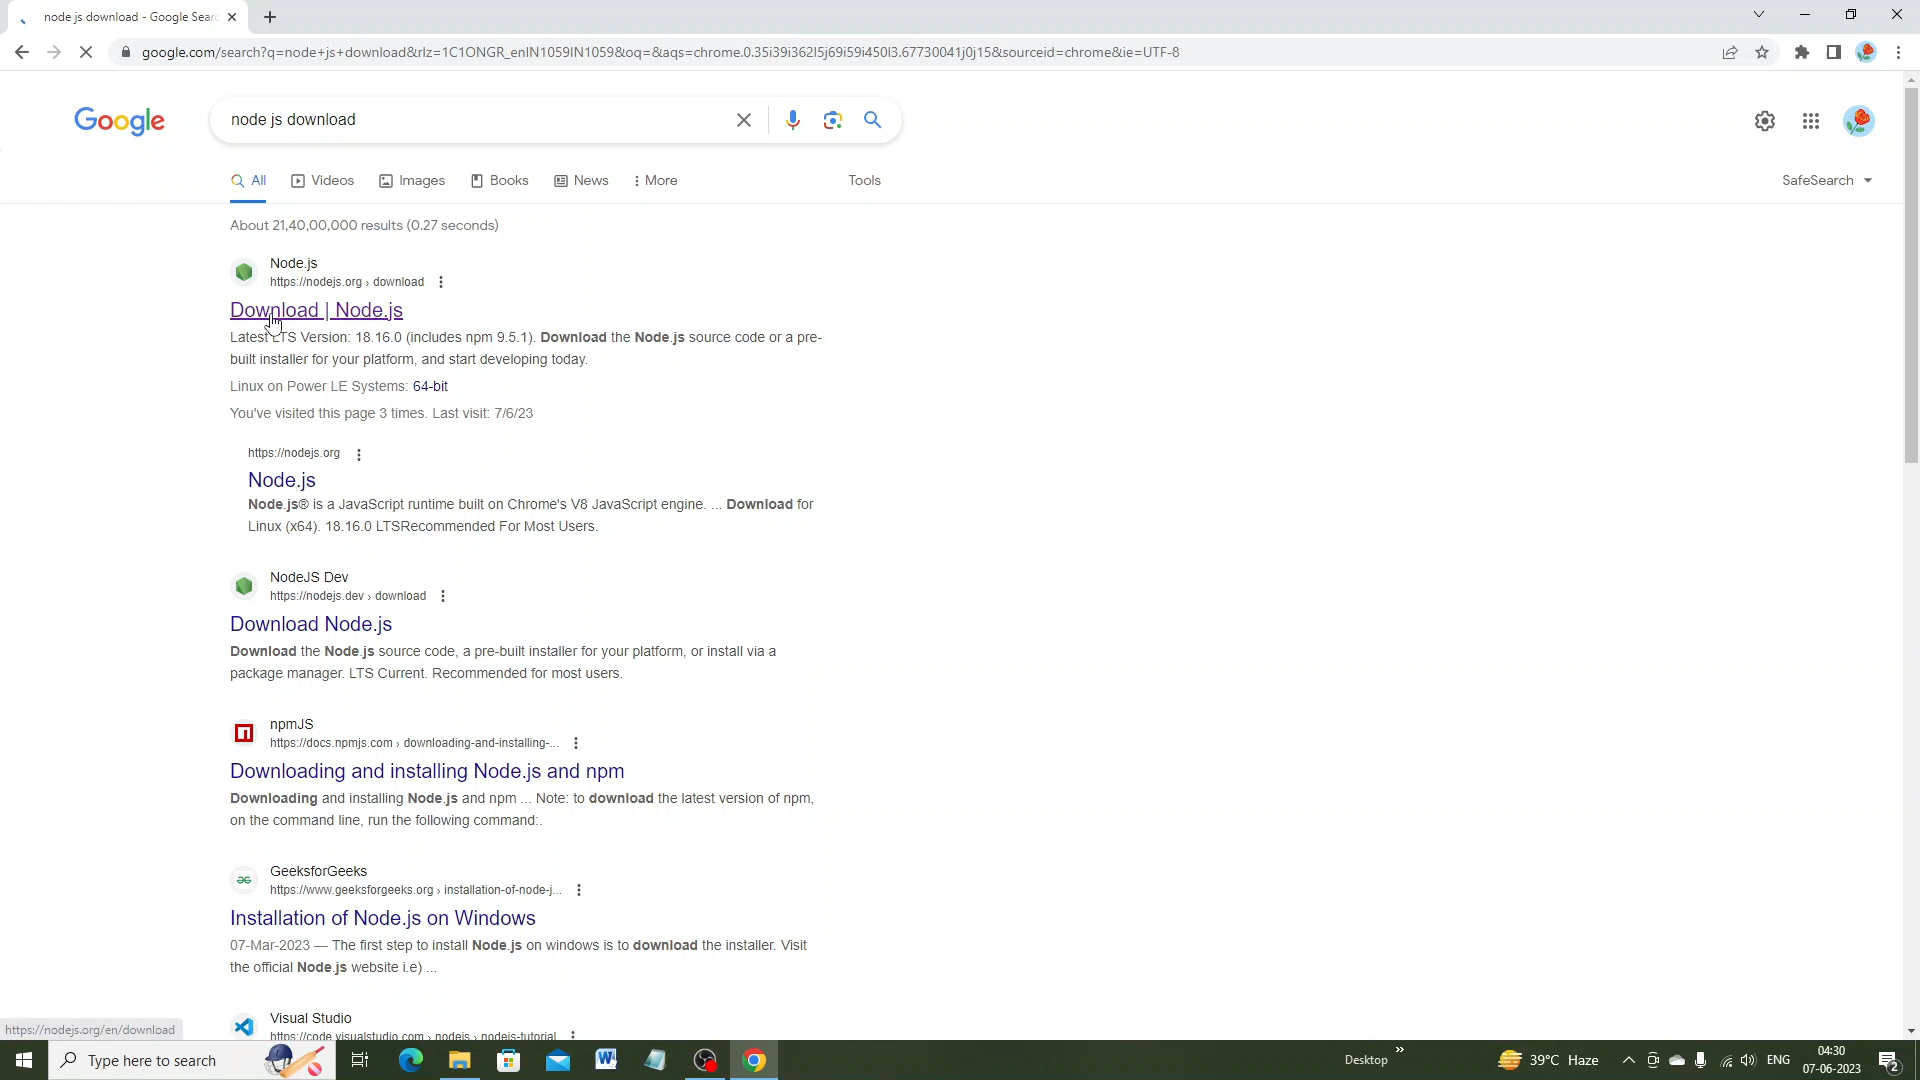 node js download - Google Sear
google.com/search?q=node+js+download&rlz=1C1ONGR_enIN1059IN1059&oq=&aqs=chrome.0.35i39i362l5j69i59i450l3.67730041j0j15&sourceid=chrome&ie=UTF-8
Google
node js download
All Videos Images Books News More Tools SafeSearch
About 21,40,00,000 results (0.27 seconds)
Node.js
https://nodejs.org › download
Download | Node.js
Latest LTS Version: 18.16.0 (includes npm 9.5.1). Download the Node.js source code or a pre-
built installer for your platform, and start developing today.
Linux on Power LE Systems: 64-bit
You've visited this page 3 times. Last visit: 7/6/23
https://nodejs.org
Node.js
Node.js® is a JavaScript runtime built on Chrome's V8 JavaScript engine. ... Download for
Linux (x64). 18.16.0 LTSRecommended For Most Users.
NodeJS Dev
https://nodejs.dev › download
Download Node.js
Download the Node.js source code, a pre-built installer for your platform, or install via a
package manager. LTS Current. Recommended for most users.
npmJS
https://docs.npmjs.com › downloading-and-installing-...
Downloading and installing Node.js and npm
Downloading and installing Node.js and npm ... Note: to download the latest version of npm,
on the command line, run the following command:.
GeeksforGeeks
https://www.geeksforgeeks.org › installation-of-node-j...
Installation of Node.js on Windows
07-Mar-2023 — The first step to install Node.js on windows is to download the installer. Visit
the official Node.js website i.e) ...
Visual Studio
https://code.visualstudio.com › nodejs › nodejs-tutorial
https://nodejs.org/en/download
Type here to search
Desktop »
39°C Haze
ENG
04:30
07-06-2023
2